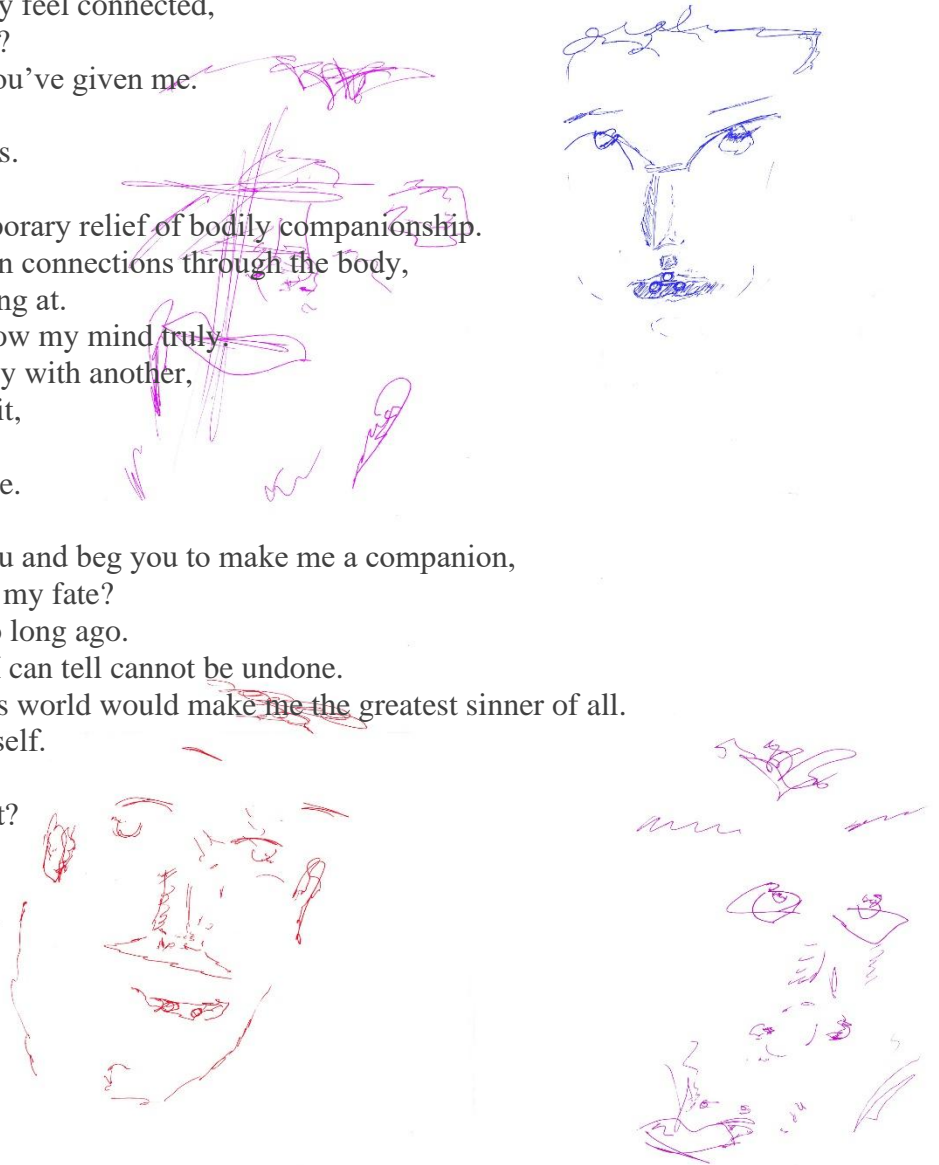 y feel connected,
?
ou’ve given me.
s.
porary relief of bodily companionship.
n connections through the body,
ng at.
ow my mind truly.
y with another,
it,
e.
u and beg you to make me a companion,
my fate?
o long ago.
I can tell cannot be undone.
s world would make me the greatest sinner of all.
self.
t?